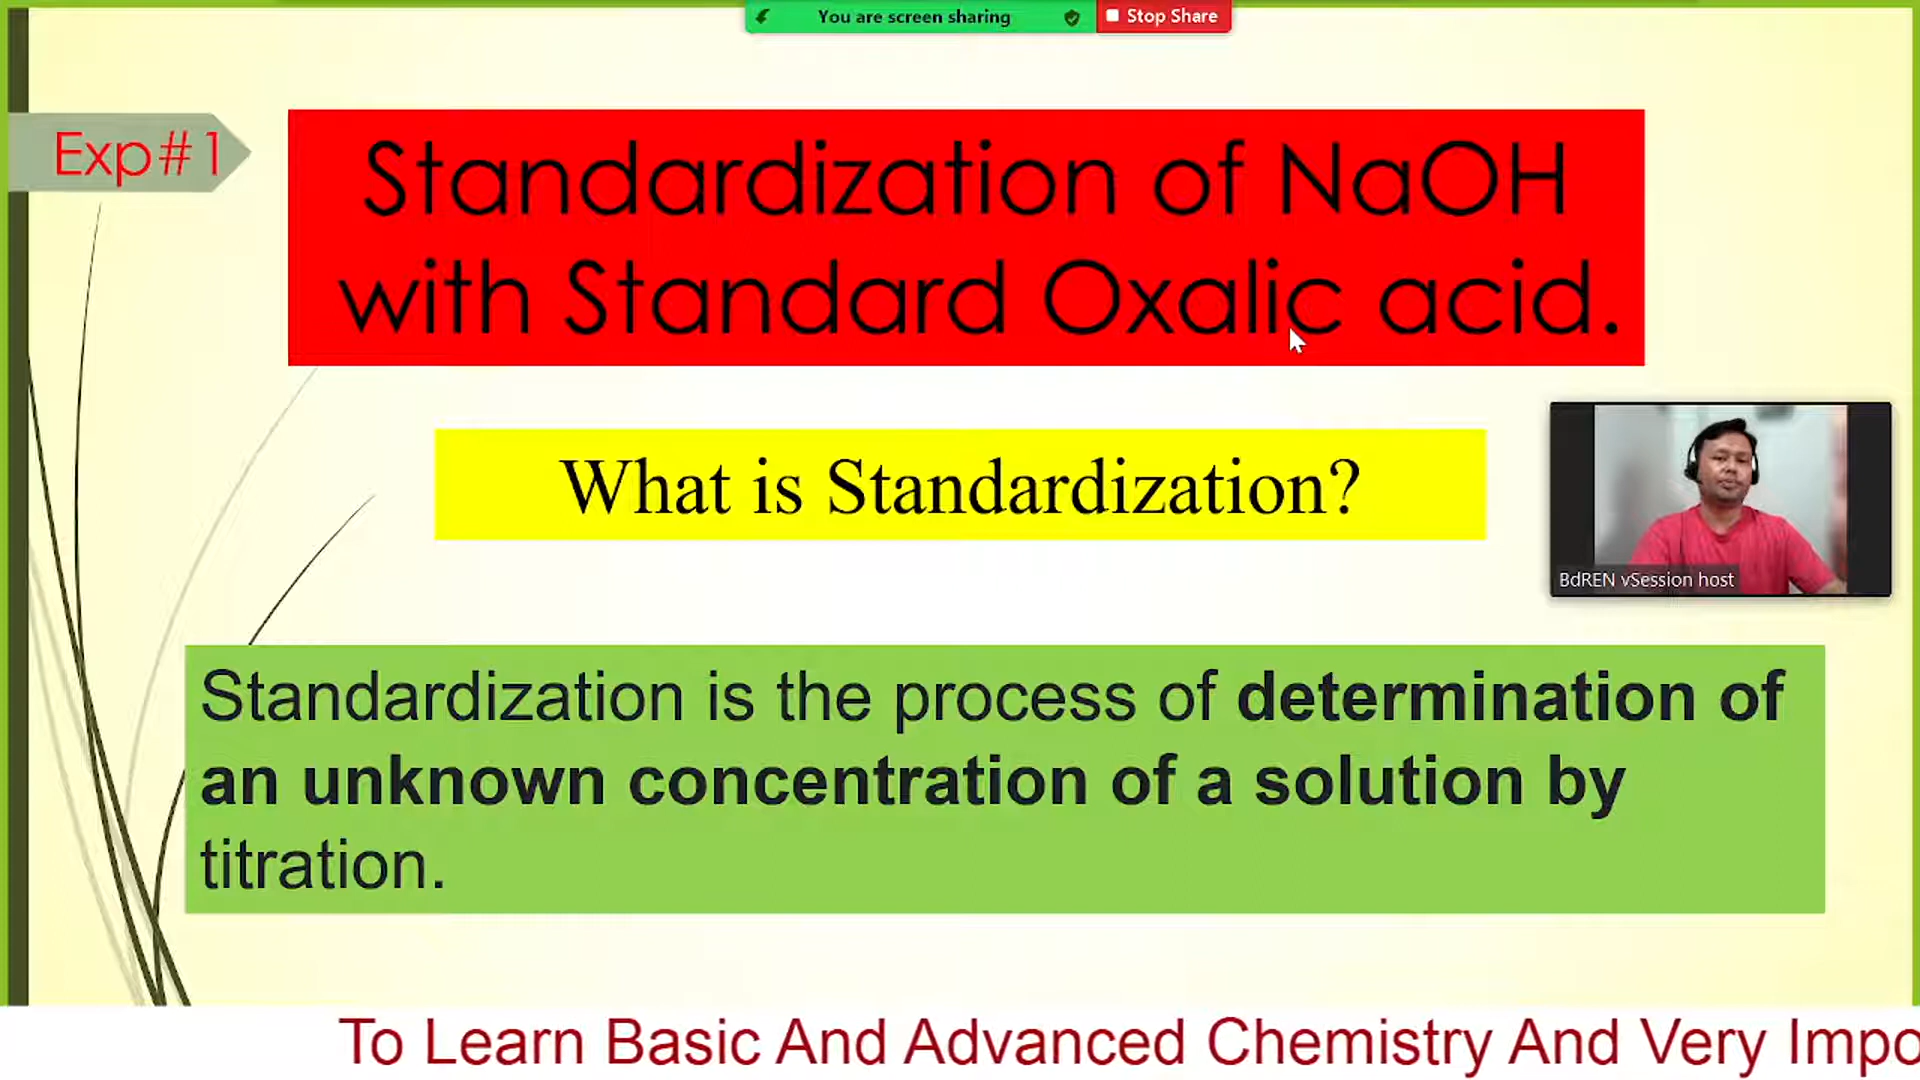 You are screen sharing
Stop Share
Exp#1
Standardization of NaOH
with Standard Oxalic acid.
What is Standardization?
BdREN vSession host
Standardization is the process of determination of
an unknown concentration of a solution by
titration.
To Learn Basic And Advanced Chemistry And Very Impo